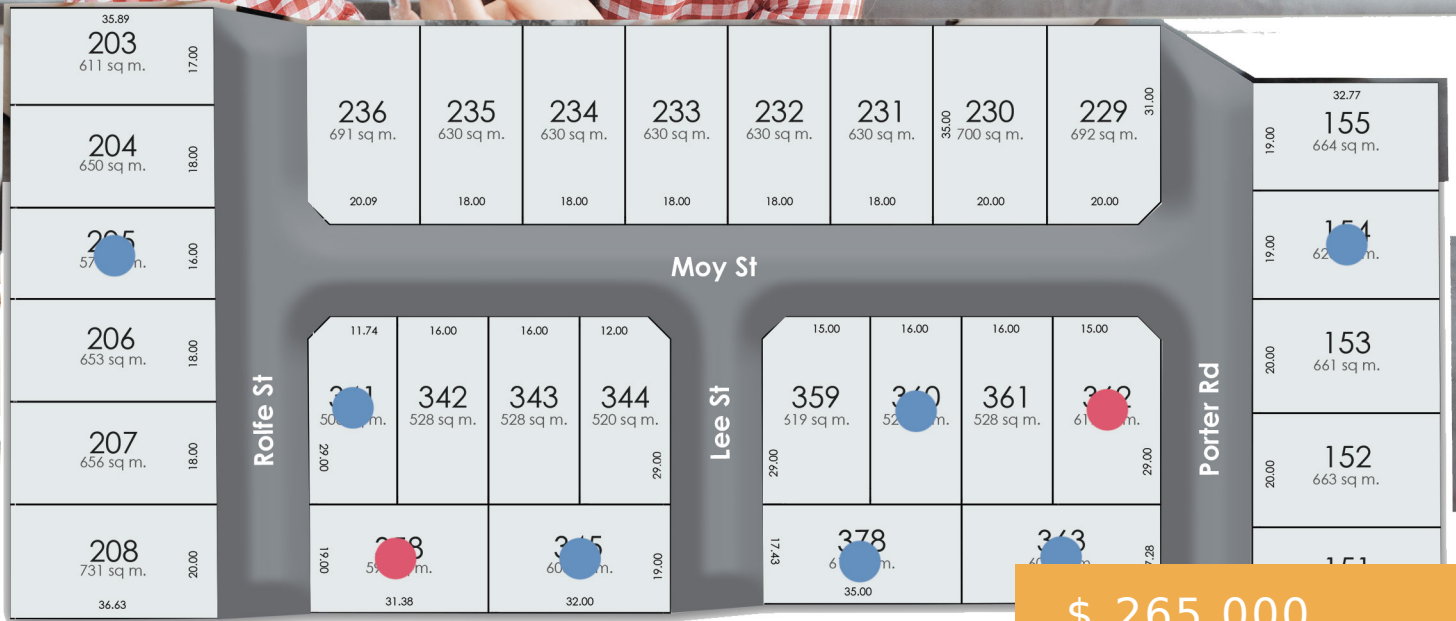 35.89
203
611 sq m.
17.00
204
650 sq m.
18.00
16.00
206
653 sq m.
18.00
207
656 sq m.
18.00
208
731 sq m.
20.00
36.63
Rolfe St
236
691 sq m.
20.09
235
630 sq m.
18.00
234
630 sq m.
18.00
233
630 sq m.
18.00
232
630 sq m.
18.00
231
630 sq m.
18.00
35.00
230
700 sq m.
20.00
229
692 sq m.
31.00
20.00
Moy St
11.74
29.00
16.00
342
528 sq m.
16.00
343
528 sq m.
12.00
344
520 sq m.
29.00
19.00
31.38
19.00
32.00
Lee St
15.00
359
619 sq m.
29.00
16.00
16.00
361
528 sq m.
15.00
29.00
17.43
378
35.00
Porter Rd
32.77
155
664 sq m.
19.00
19.00
153
661 sq m.
20.00
152
663 sq m.
20.00
$ 265,000